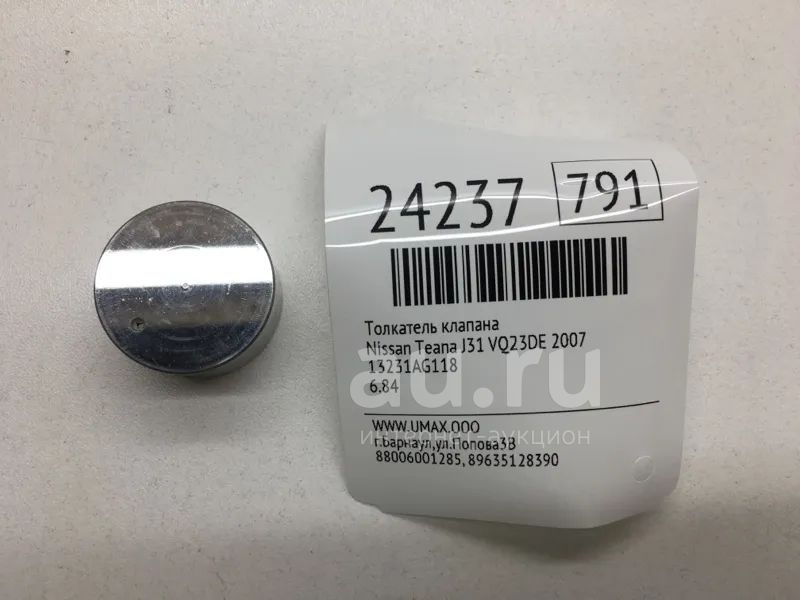 24237 791
Толкатель клапана
Nissan Teana J31 VQ23DE 2007
13231AG118
6.84
au.ru
интернет-аукцион
WWW.UMAX.OOO
г.Барнаул,ул.Попова3В
88006001285, 89635128390